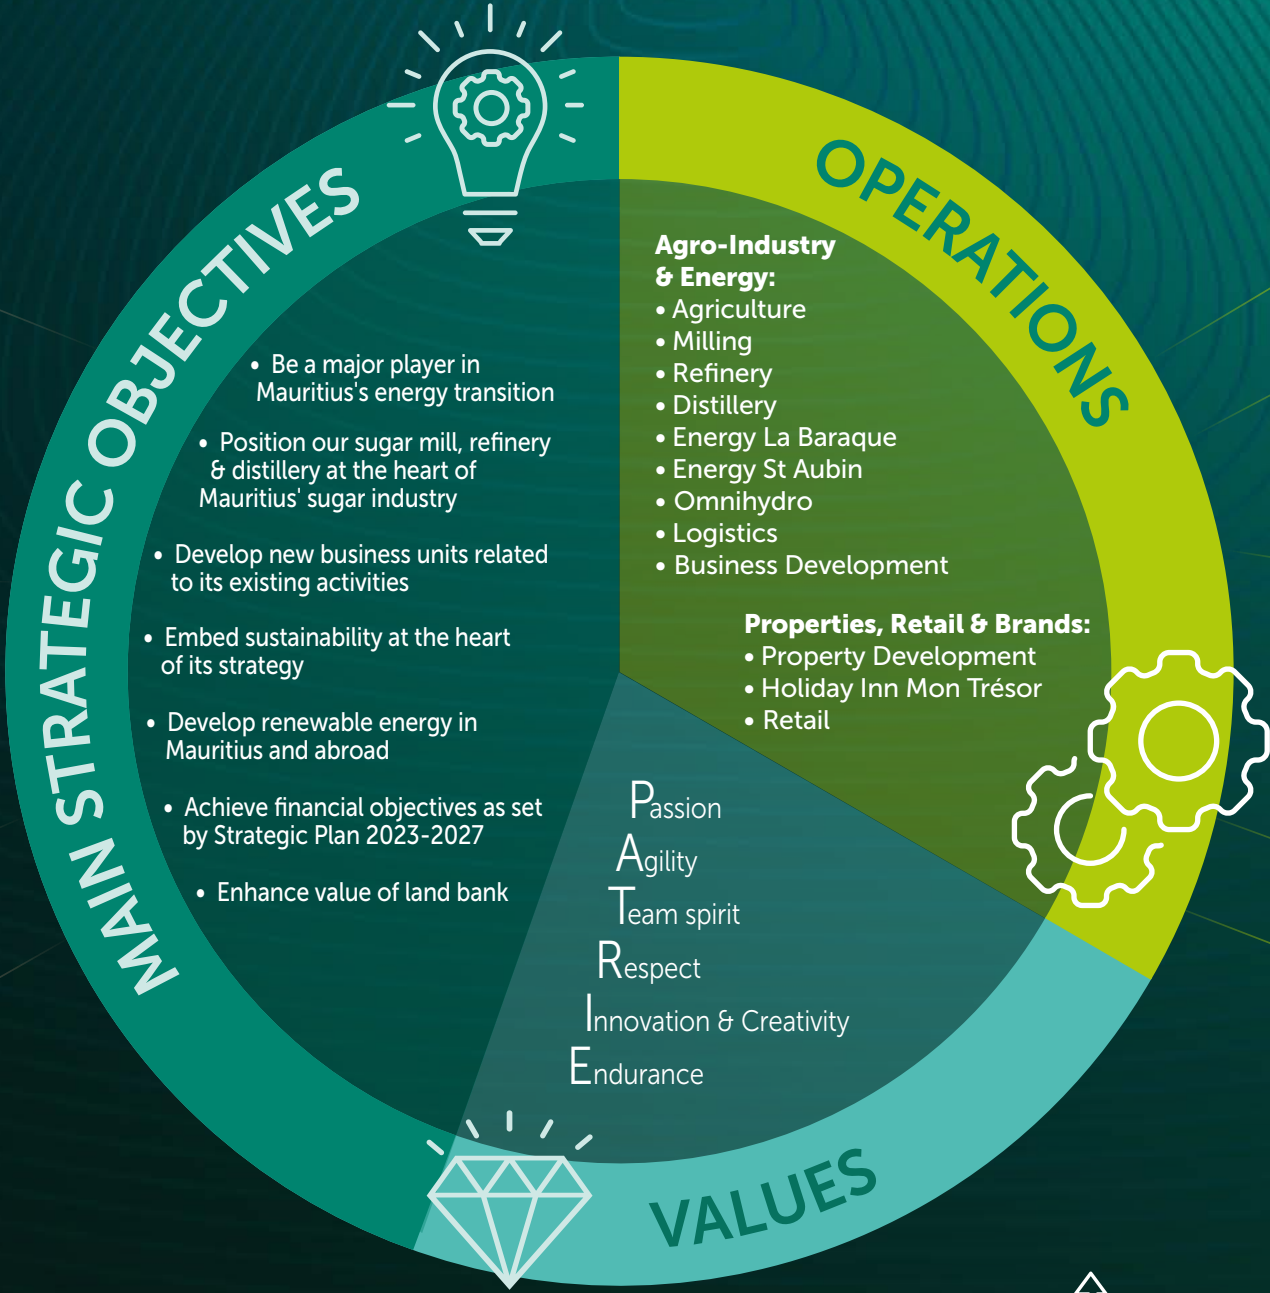 MAIN STRATEGIC OBJECTIVES
• Be a major player in
Mauritius's energy transition
• Position our sugar mill, refinery
& distillery at the heart of
Mauritius' sugar industry
• Develop new business units related
to its existing activities
• Embed sustainability at the heart
of its strategy
• Develop renewable energy in
Mauritius and abroad
• Achieve financial objectives as set
by Strategic Plan 2023-2027
• Enhance value of land bank
OPERATIONS
Agro-Industry
& Energy:
• Agriculture
• Milling
• Refinery
• Distillery
• Energy La Baraque
• Energy St Aubin
• Omnihydro
• Logistics
• Business Development
Properties, Retail & Brands:
• Property Development
• Holiday Inn Mon Trésor
• Retail
Passion
Agility
Team spirit
Respect
Innovation & Creativity
Endurance
VALUES